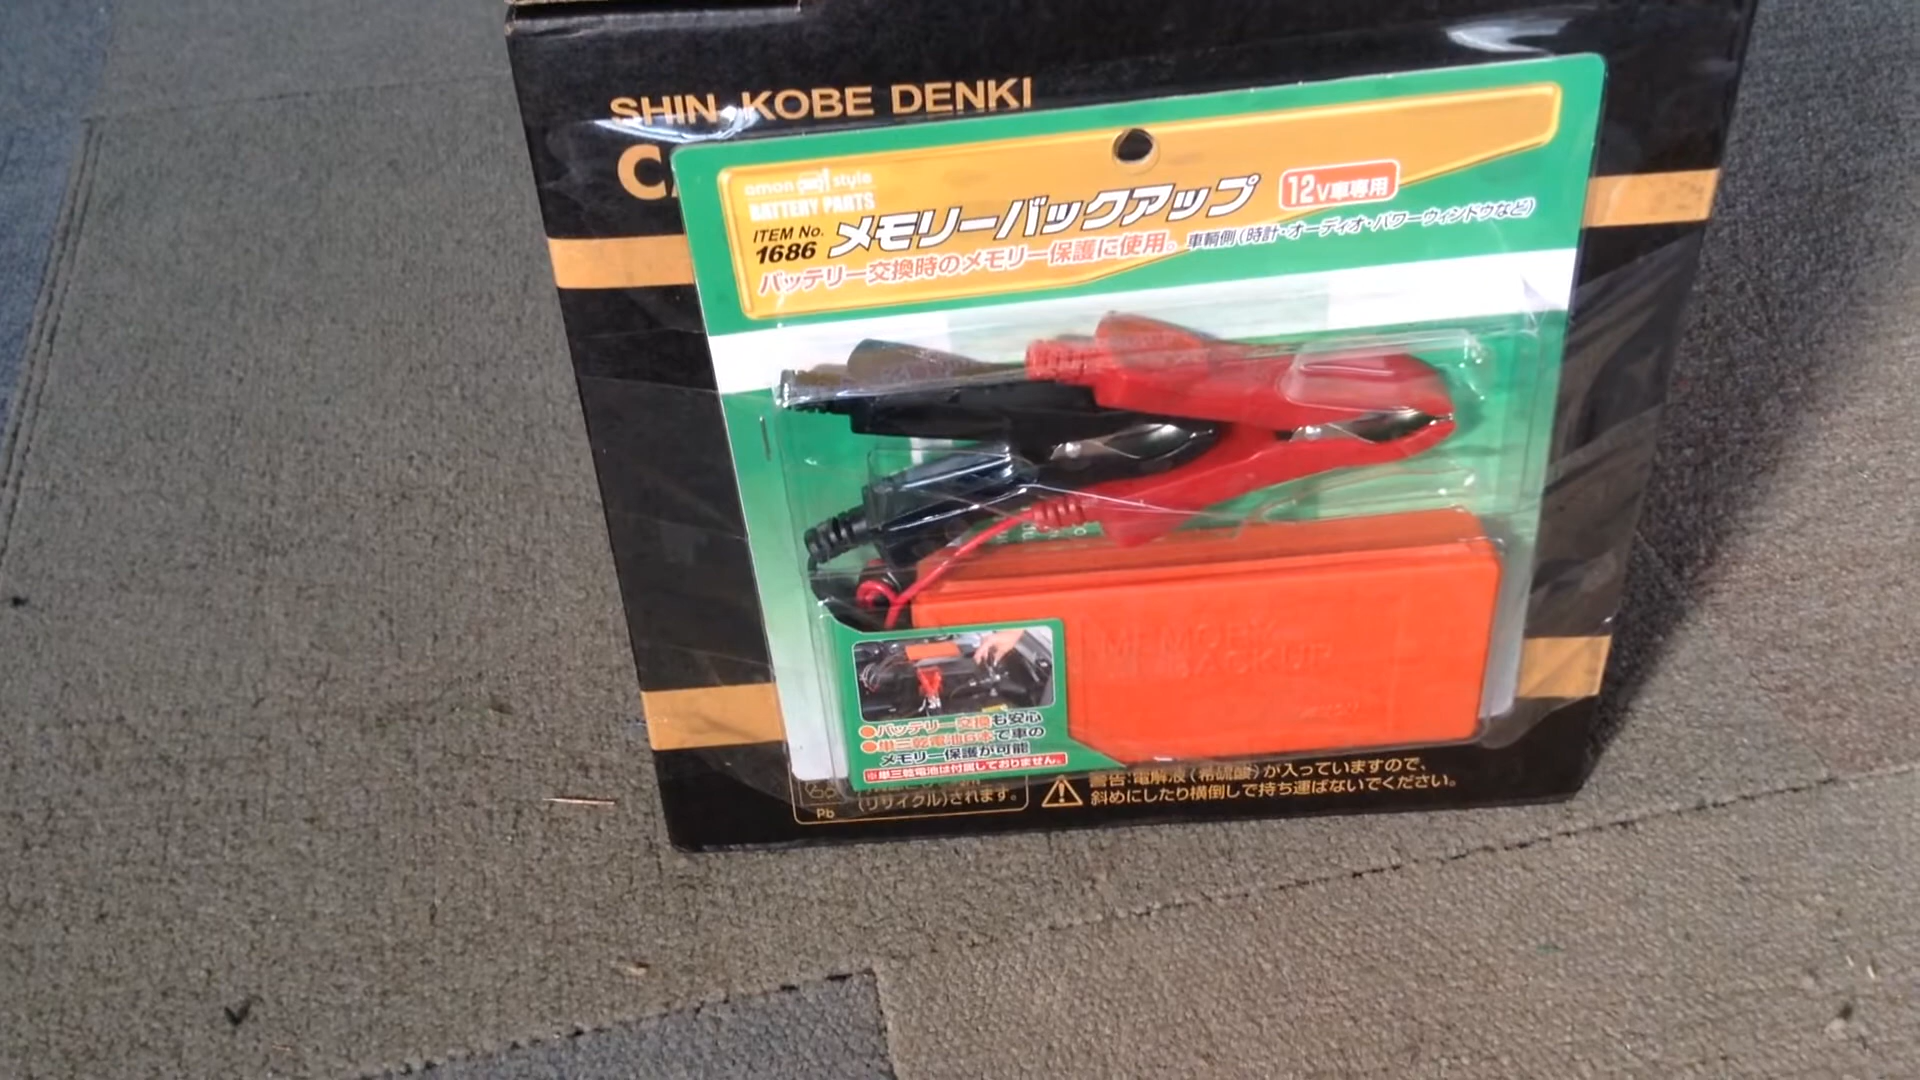 SHIN-KOBE DENKI
amon style
BATTERY PARTS
ITEM No.
1686
メモリーバックアップ
12V車専用
バッテリー交換時のメモリー保護に使用。
車輌側(時計・オーディオ・パワーウィンドウなど)
MEMORY
BACKUP
●バッテリー交換も安心
●単三乾電池6本で車の
メモリー保護が可能
※単三乾電池は付属しておりません。
(リサイクル)されます。
Pb
警告:電解液(希硫酸)が入っていますので、
斜めにしたり横倒しで持ち運ばないでください。